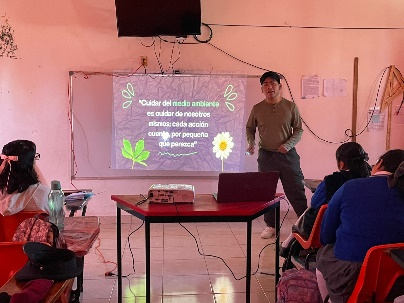 "Cuidar del medio ambiente
es cuidar de nosotros
mismos; cada acción
cuenta, por pequeña
que parezca"